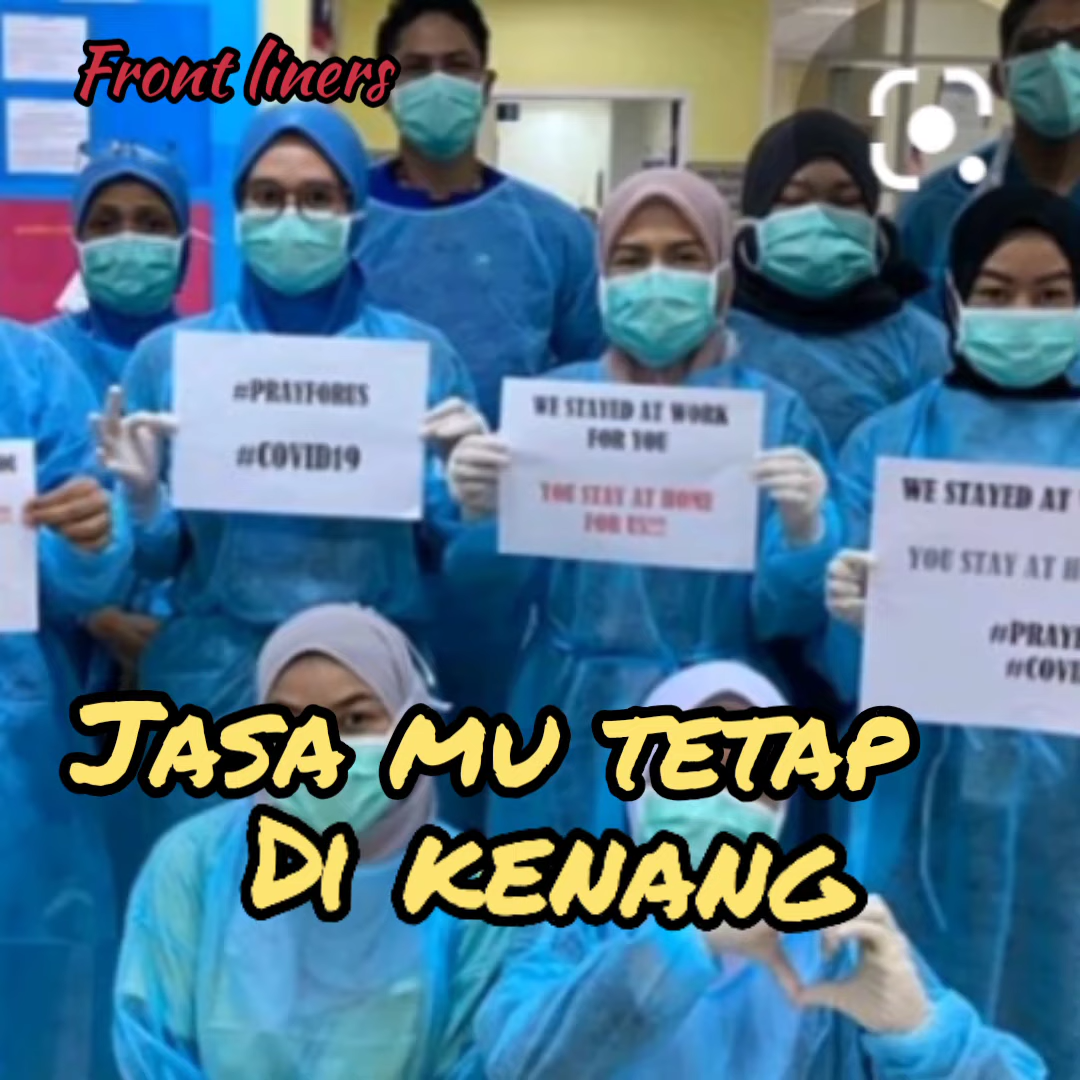 Front liners
#PRAYFORUS
#COVID19
WE STAYED AT WORK
FOR YOU
YOU STAY AT HOME
FOR US!!!
WE STAYED AT
YOU STAY AT
Jasa mu tetap
Di kenang